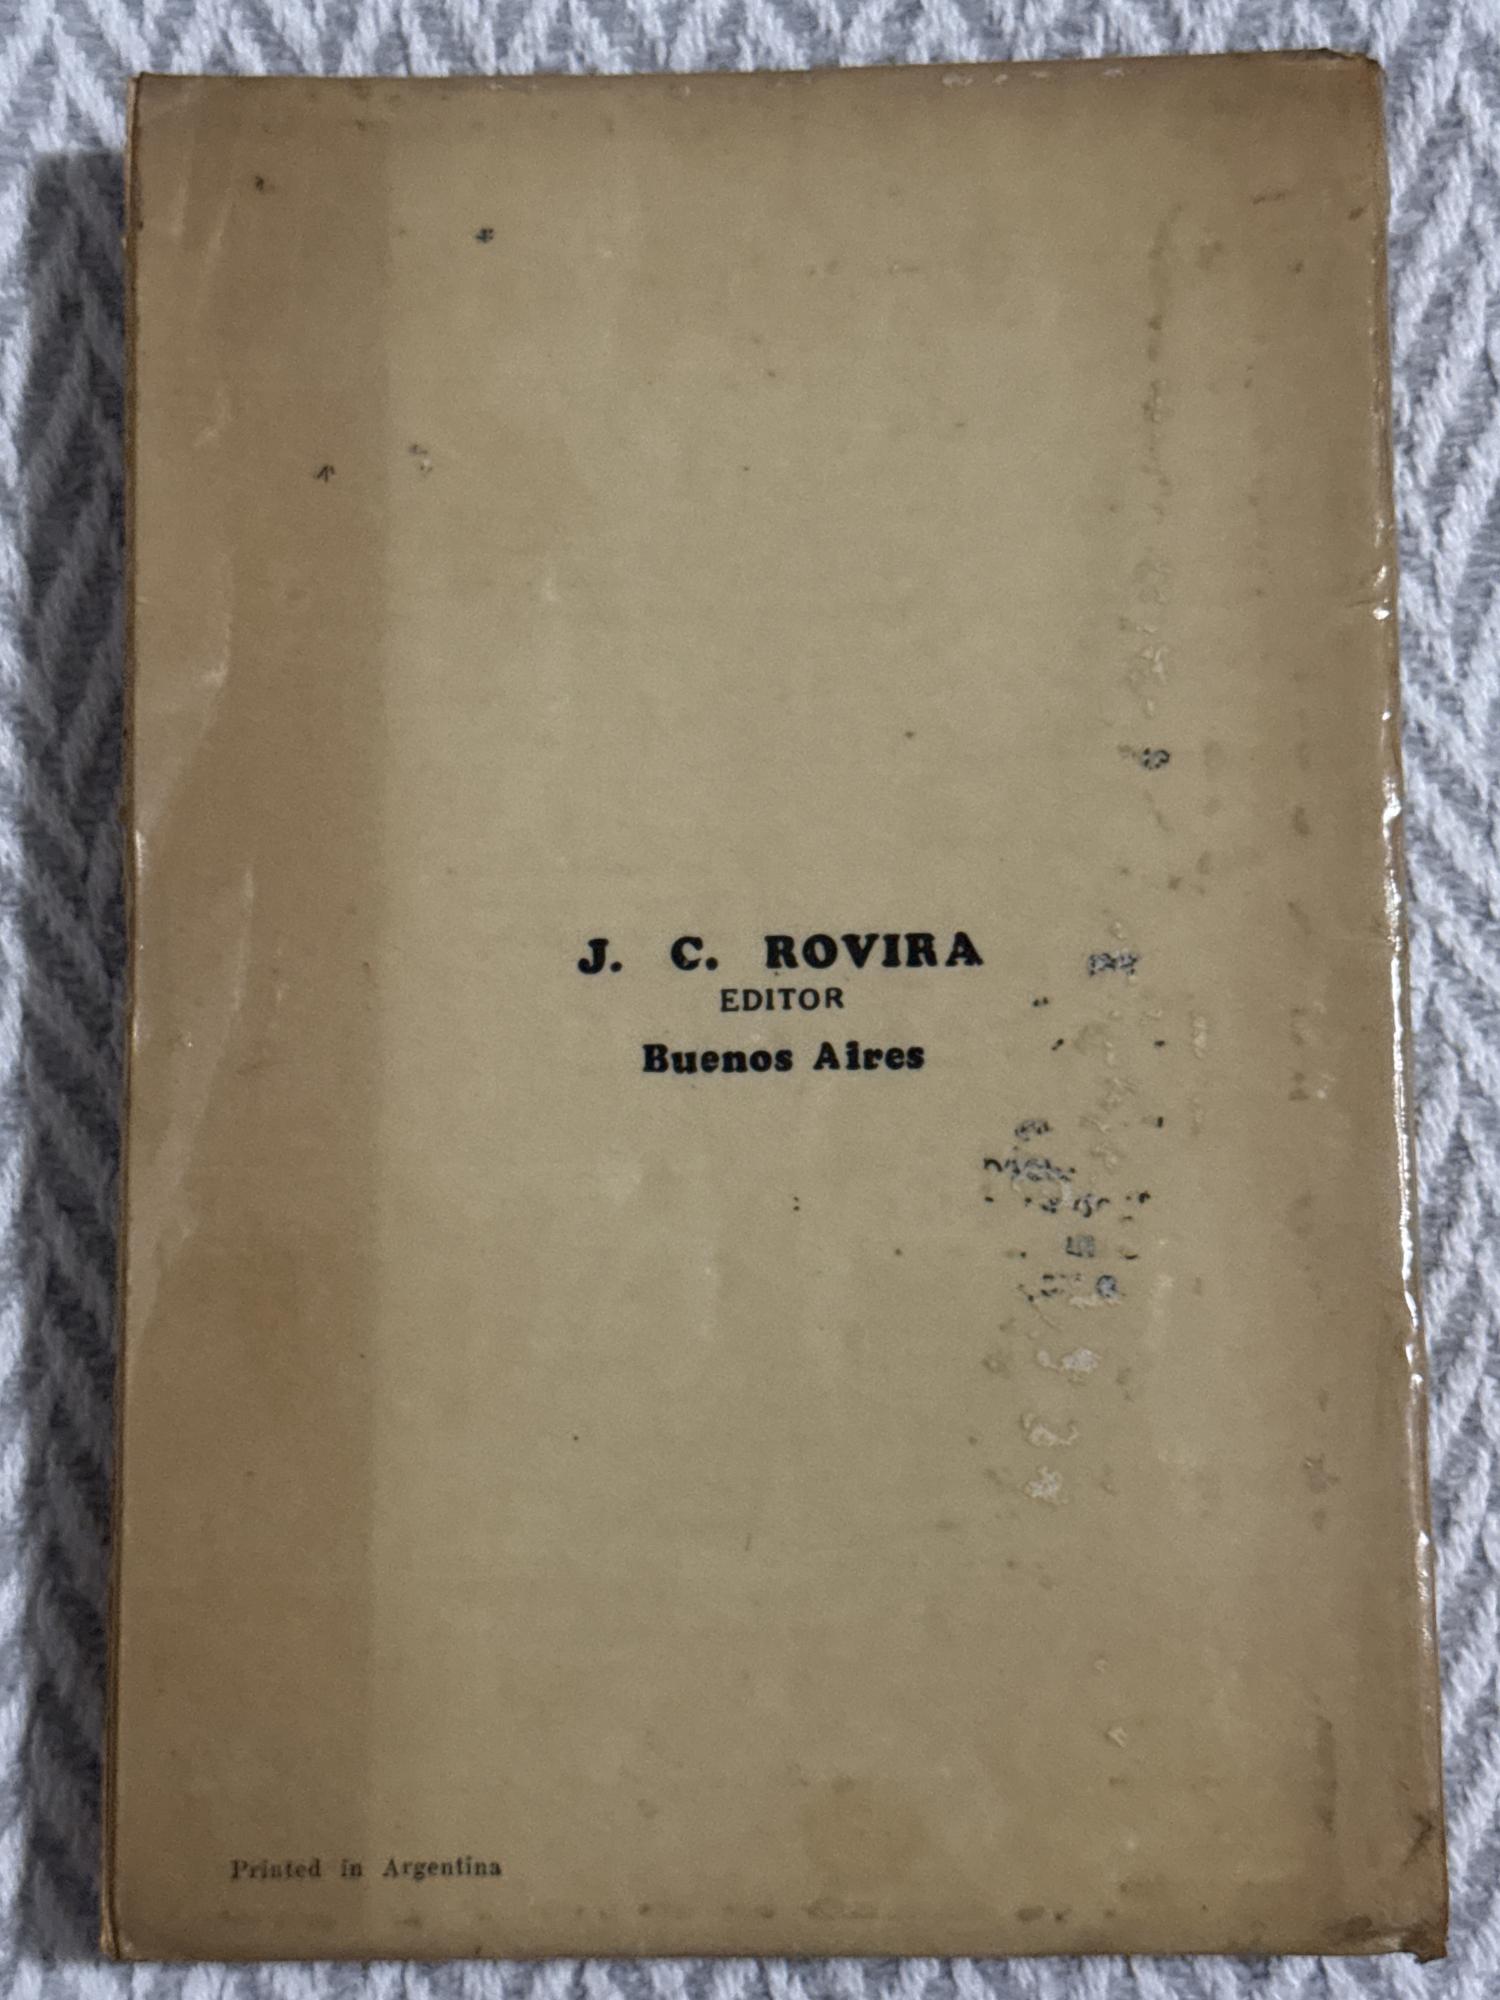 J. C. ROVIRA
EDITOR
Buenos Aires
Printed in Argentina